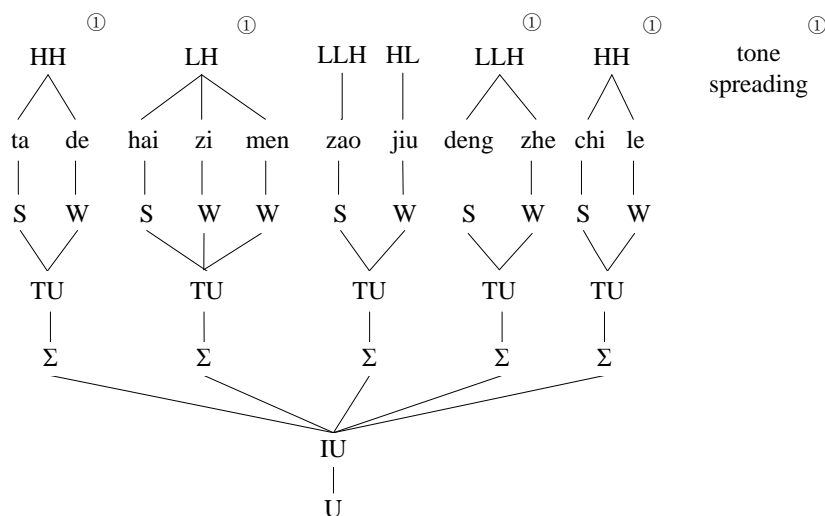 ① ① ① ① ①
HH LH LLH HL LLH HH tone
spreading
ta de hai zi men zao jiu deng zhe chi le
S W S W W S W S W S W
TU TU TU TU TU
Σ Σ Σ Σ Σ
IU
U